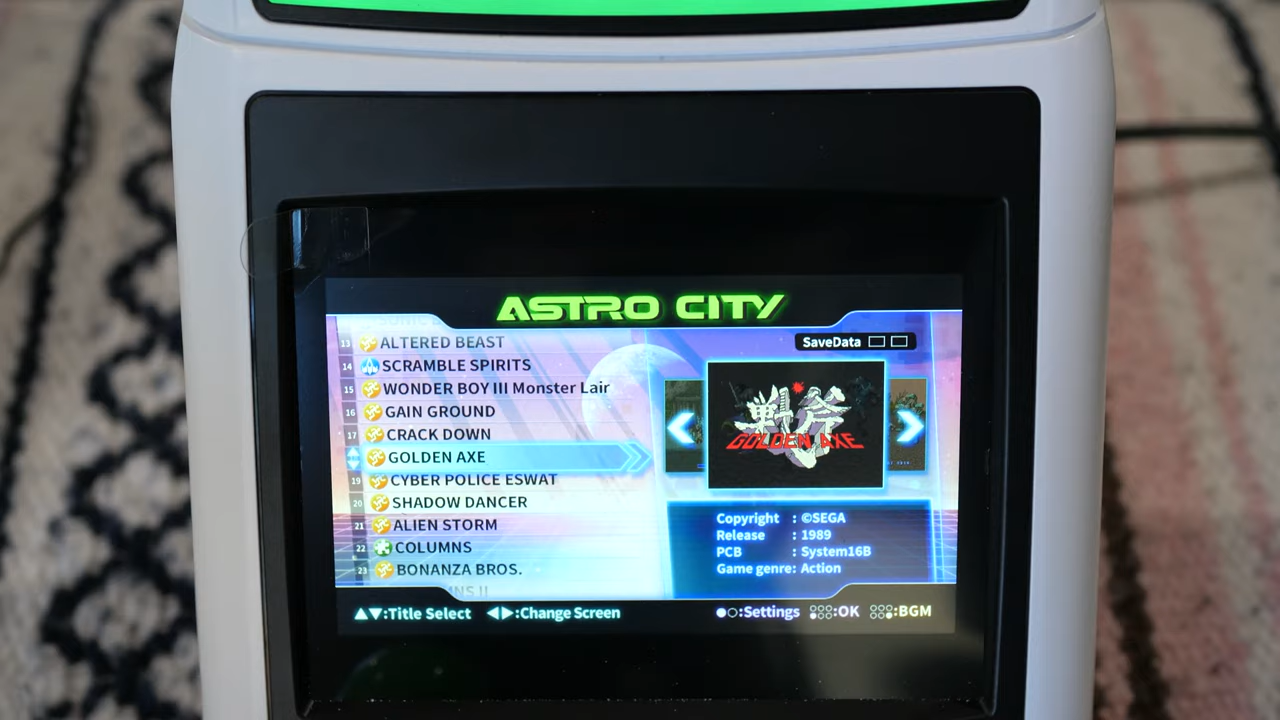 ASTRO CITY
SaveData
13 ALTERED BEAST
14 SCRAMBLE SPIRITS
15 WONDER BOY III Monster Lair
16 GAIN GROUND
17 CRACK DOWN
GOLDEN AXE
19 CYBER POLICE ESWAT
20 SHADOW DANCER
21 ALIEN STORM
22 COLUMNS
23 BONANZA BROS.
戦斧
GOLDEN AXE
Copyright : ©SEGA
Release : 1989
PCB : System16B
Game genre: Action
▲▼:Title Select ◀▶:Change Screen ●○:Settings :OK :BGM